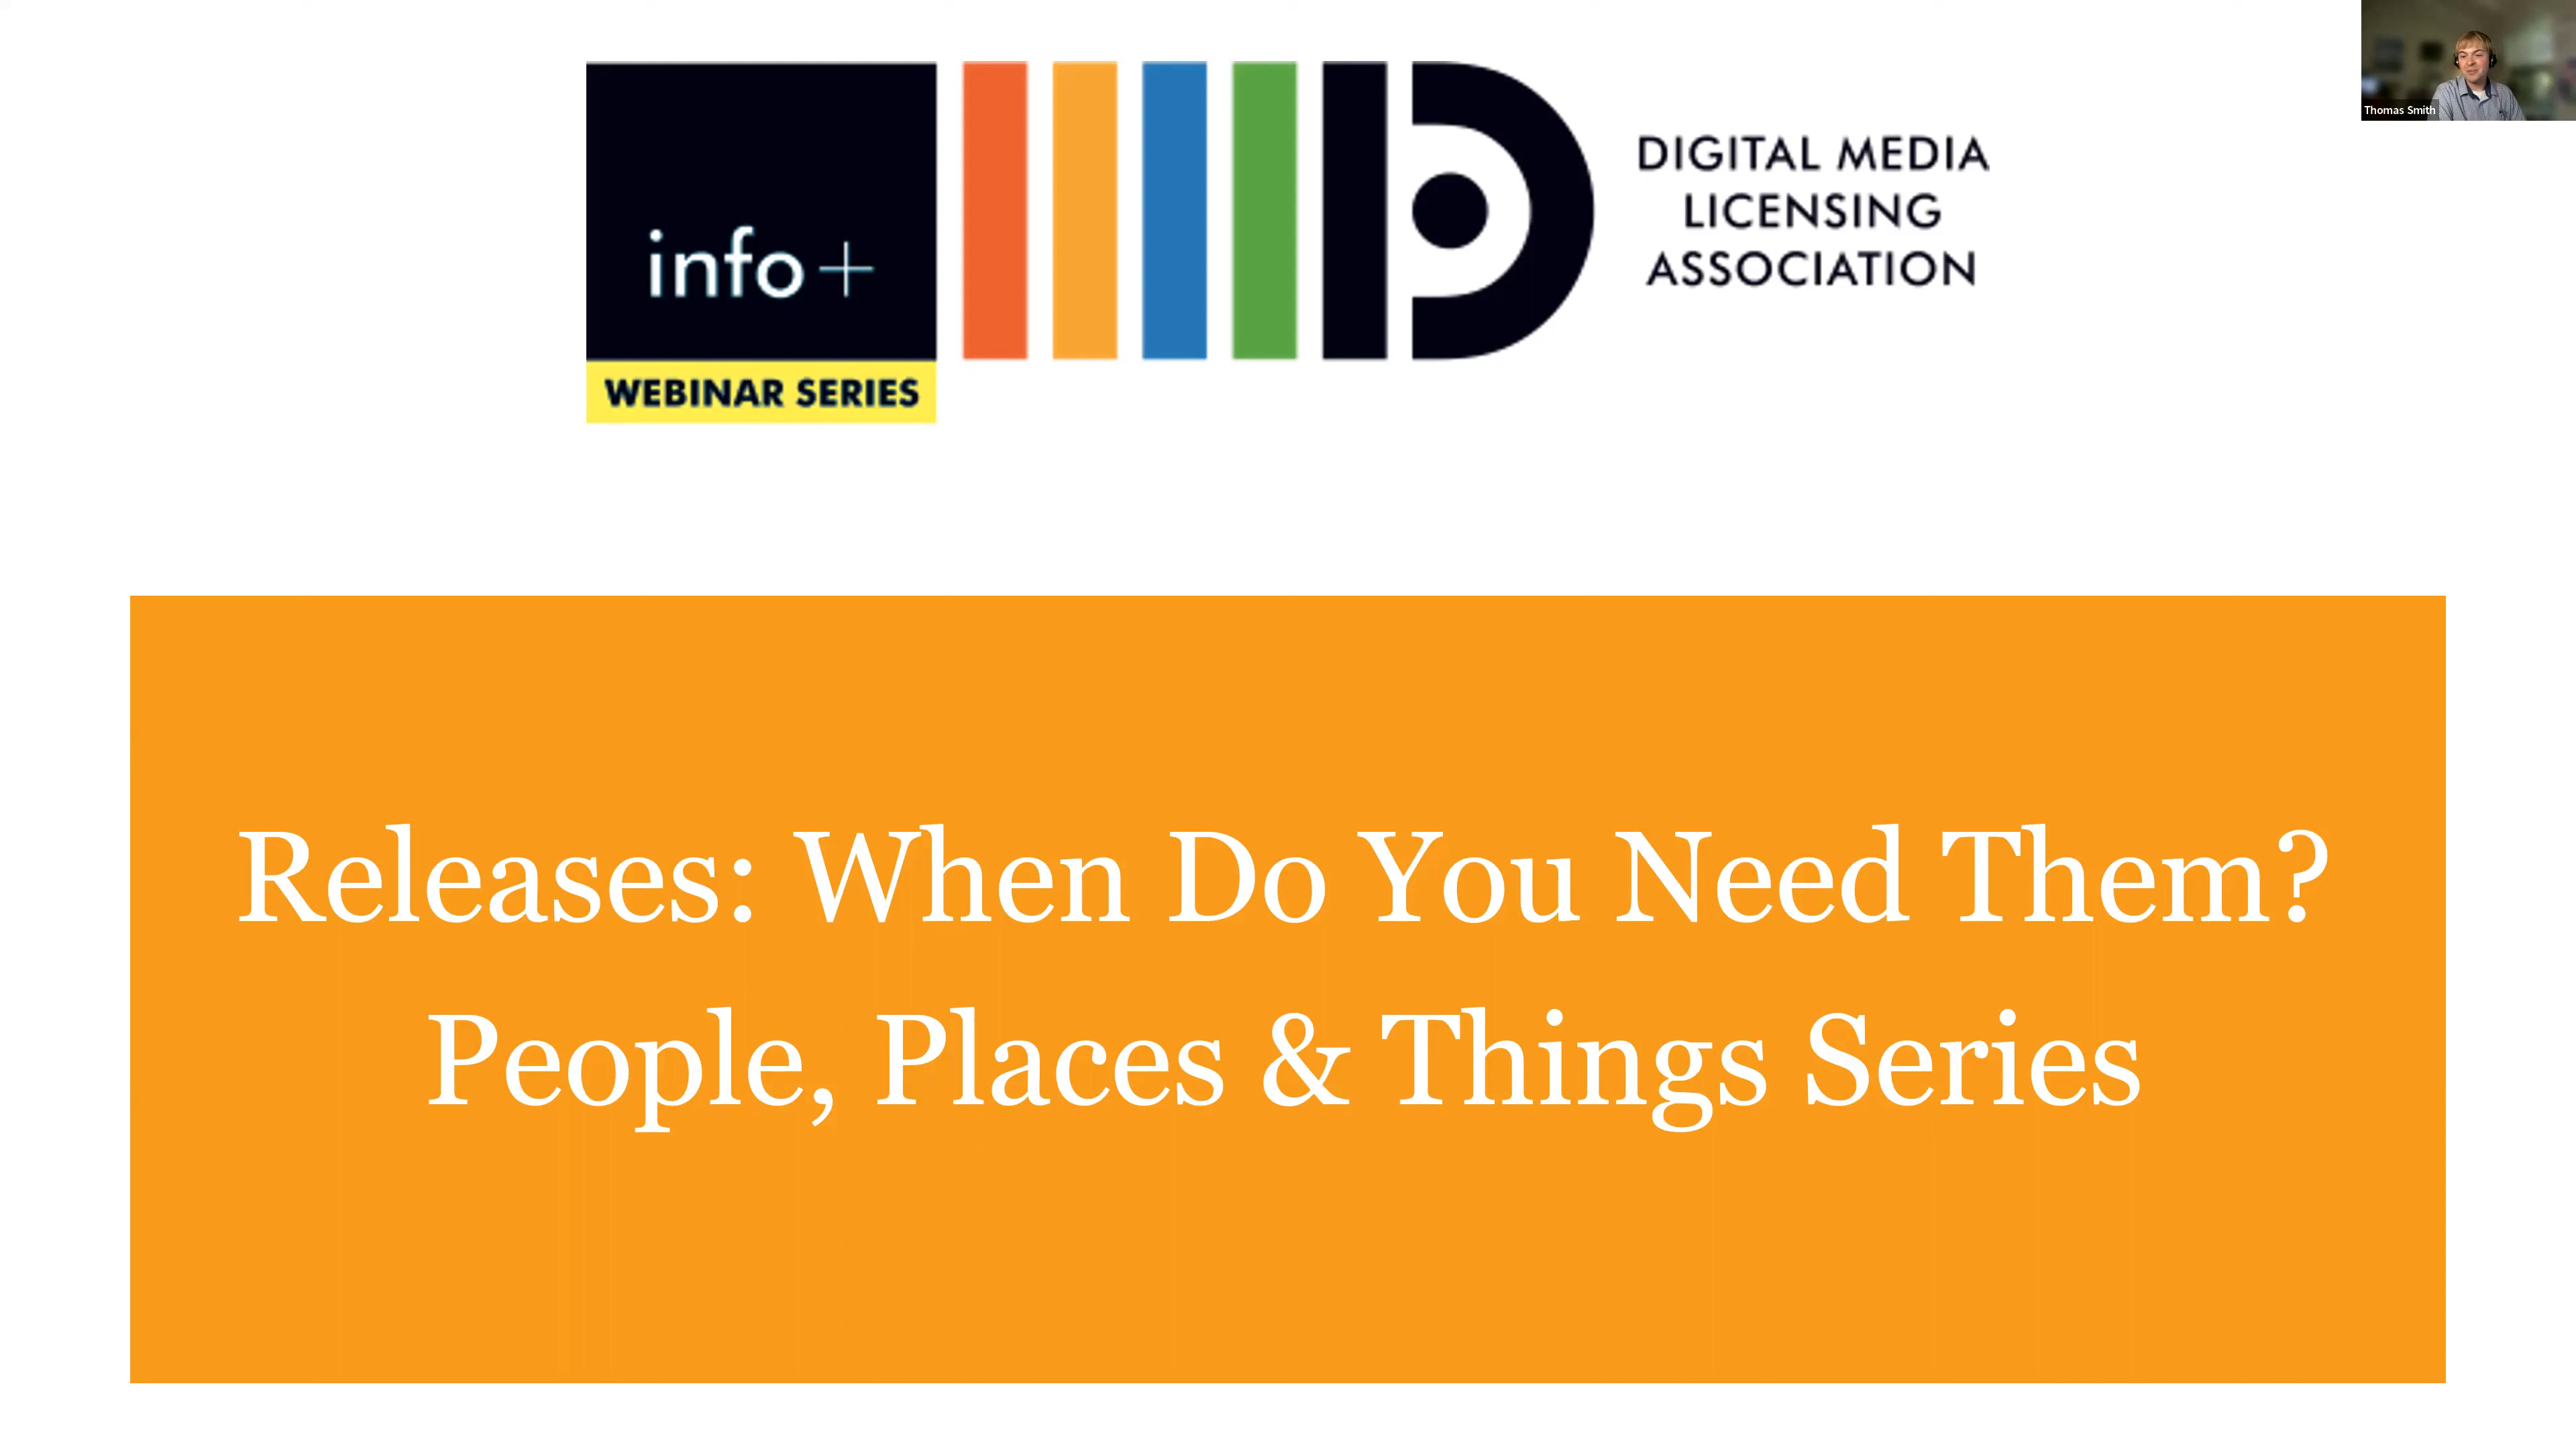 info+
WEBINAR SERIES
DIGITAL MEDIA
LICENSING
ASSOCIATION
Thomas Smith
Releases: When Do You Need Them?
People, Places & Things Series